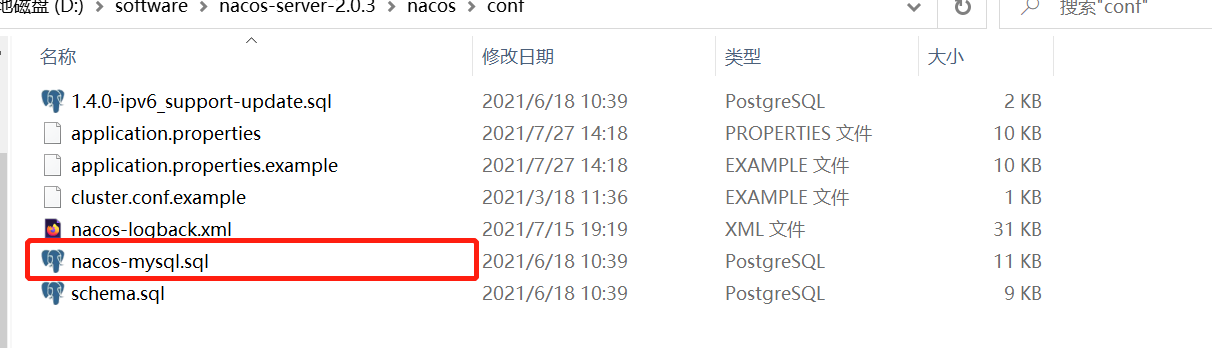 地磁盘 (D:) > software > nacos-server-2.0.3 > nacos > conf 搜索"conf"
名称 修改日期 类型 大小
1.4.0-ipv6_support-update.sql 2021/6/18 10:39 PostgreSQL 2 KB
application.properties 2021/7/27 14:18 PROPERTIES 文件 10 KB
application.properties.example 2021/7/27 14:18 EXAMPLE 文件 10 KB
cluster.conf.example 2021/3/18 11:36 EXAMPLE 文件 1 KB
nacos-logback.xml 2021/7/15 19:19 XML 文件 31 KB
nacos-mysql.sql 2021/6/18 10:39 PostgreSQL 11 KB
schema.sql 2021/6/18 10:39 PostgreSQL 9 KB